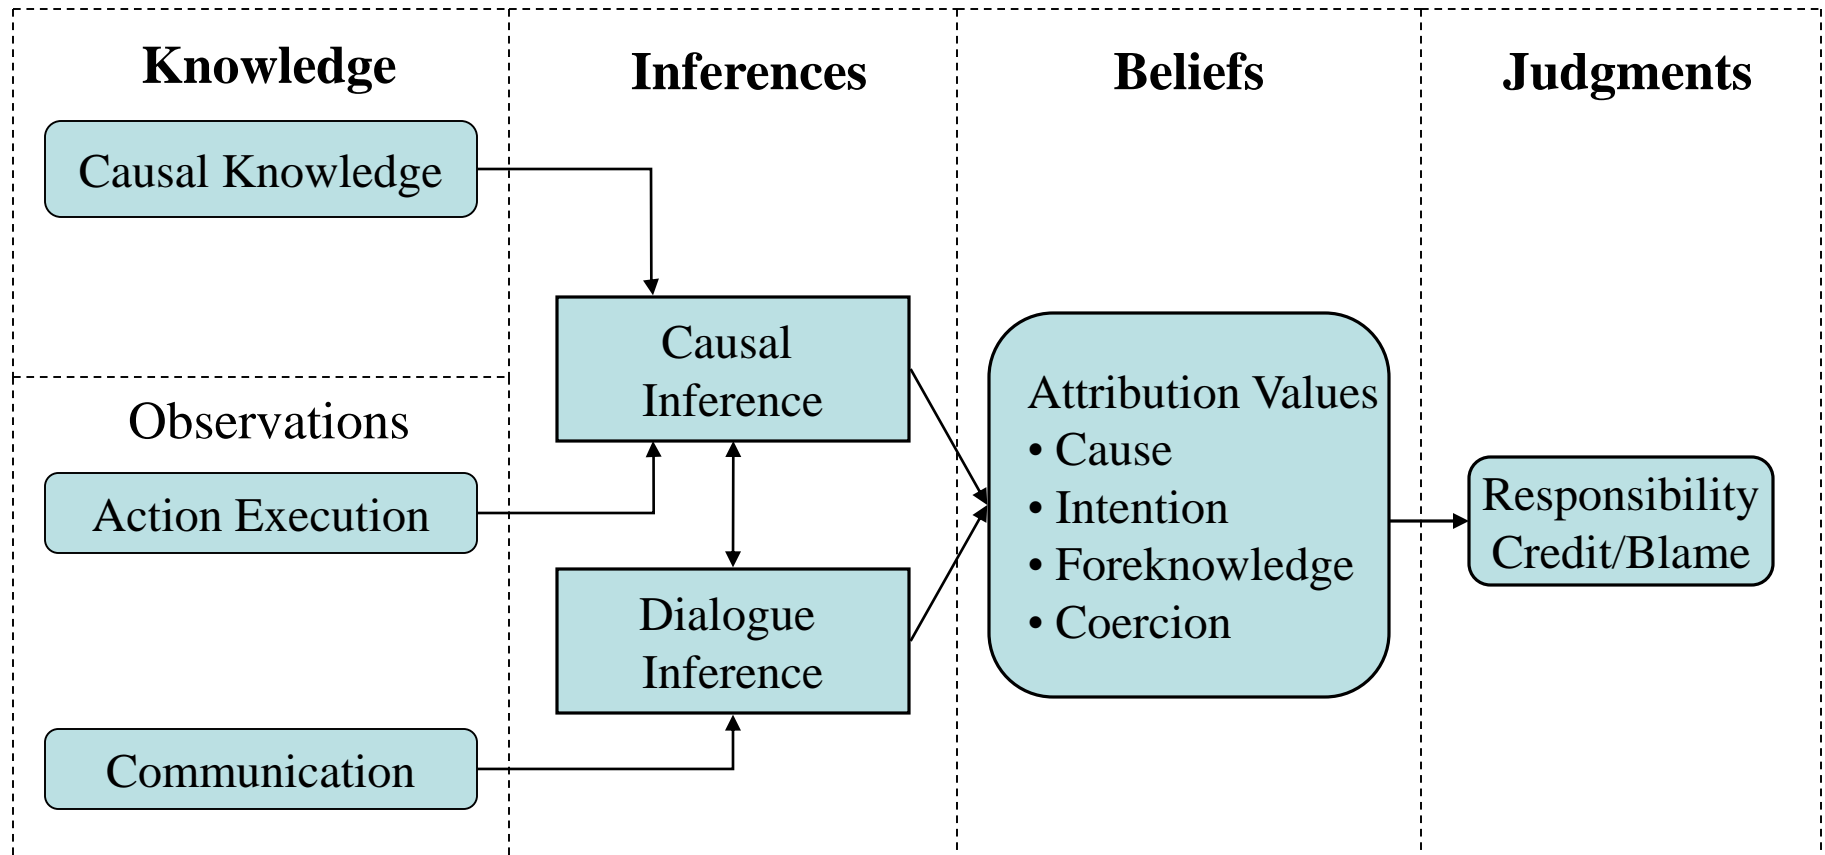 Knowledge
Inferences
Beliefs
Judgments
Causal Knowledge
Causal
Inference
Observations
Action Execution
Dialogue
Inference
Communication
Attribution Values
• Cause
• Intention
• Foreknowledge
• Coercion
Responsibility
Credit/Blame